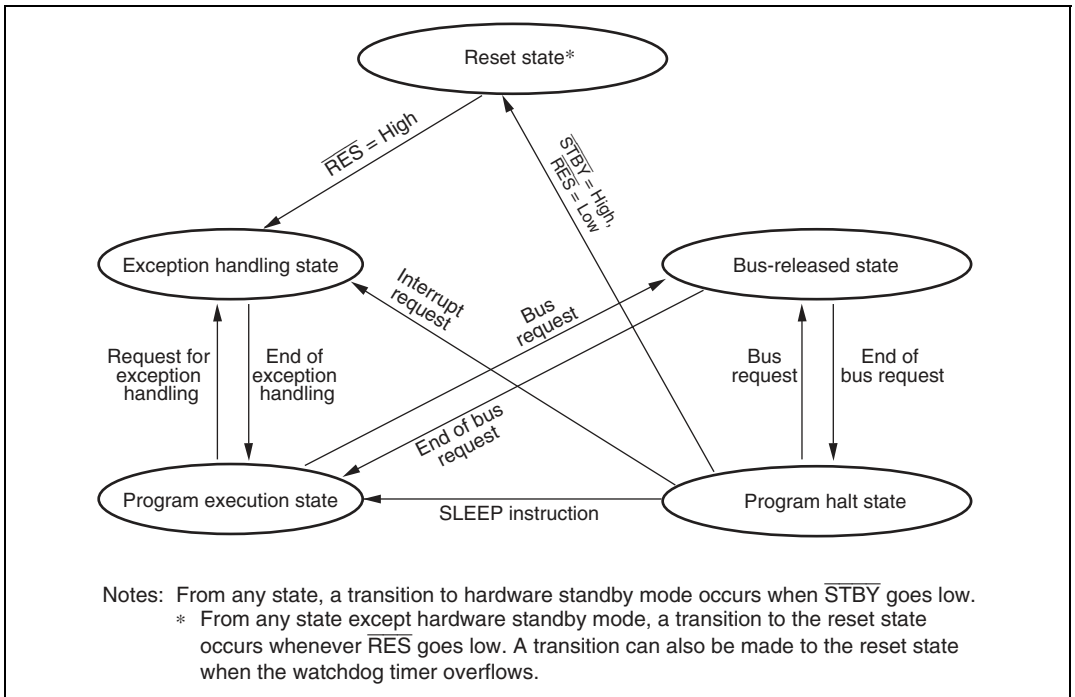 Reset state*
RES = High
STBY = High,
RES = Low
Exception handling state
Bus-released state
Interrupt
request
Bus
request
Request for
exception
handling
End of
exception
handling
Bus
request
End of
bus request
End of bus
request
Program execution state
SLEEP instruction
Program halt state
Notes: From any state, a transition to hardware standby mode occurs when STBY goes low.
* From any state except hardware standby mode, a transition to the reset state
occurs whenever RES goes low. A transition can also be made to the reset state
when the watchdog timer overflows.